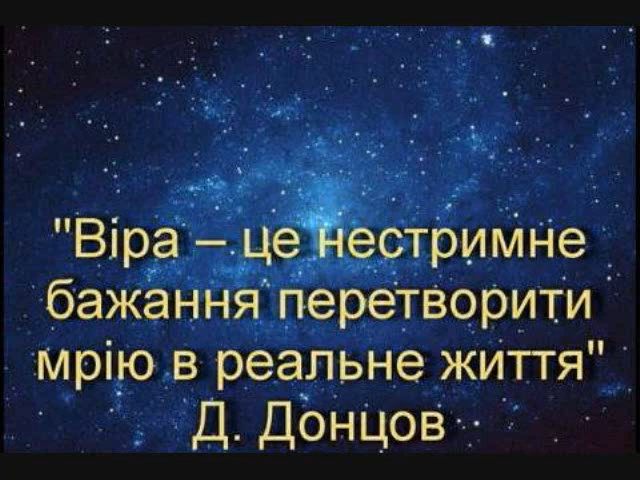 "Віра – це нестримне
бажання перетворити
мрію в реальне життя"
Д. Донцов